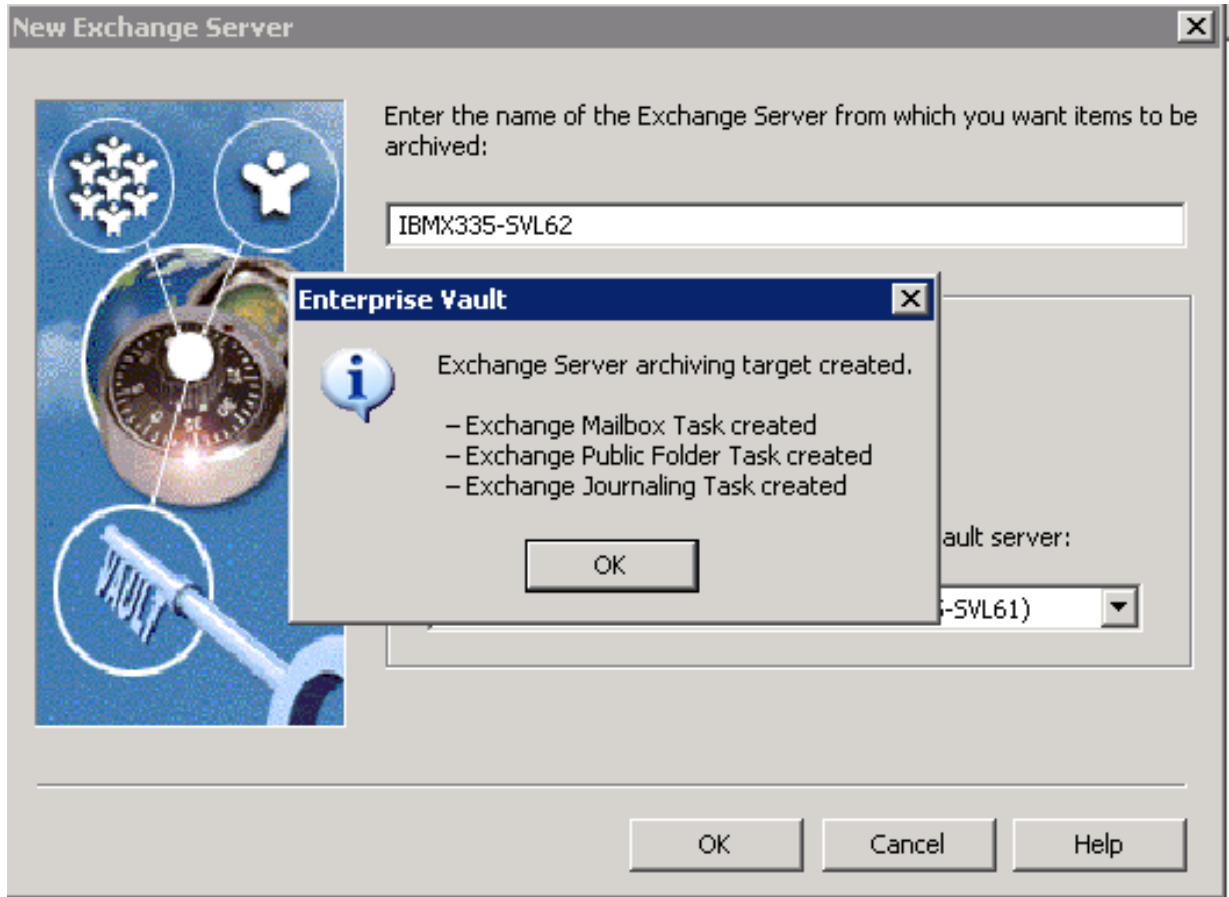 New Exchange Server
Enter the name of the Exchange Server from which you want items to be
archived:
IBMX335-SVL62
Enterprise Vault
Exchange Server archiving target created.
– Exchange Mailbox Task created
– Exchange Public Folder Task created
– Exchange Journaling Task created
OK
ault server:
-SVL61)
VAULT
OK
Cancel
Help